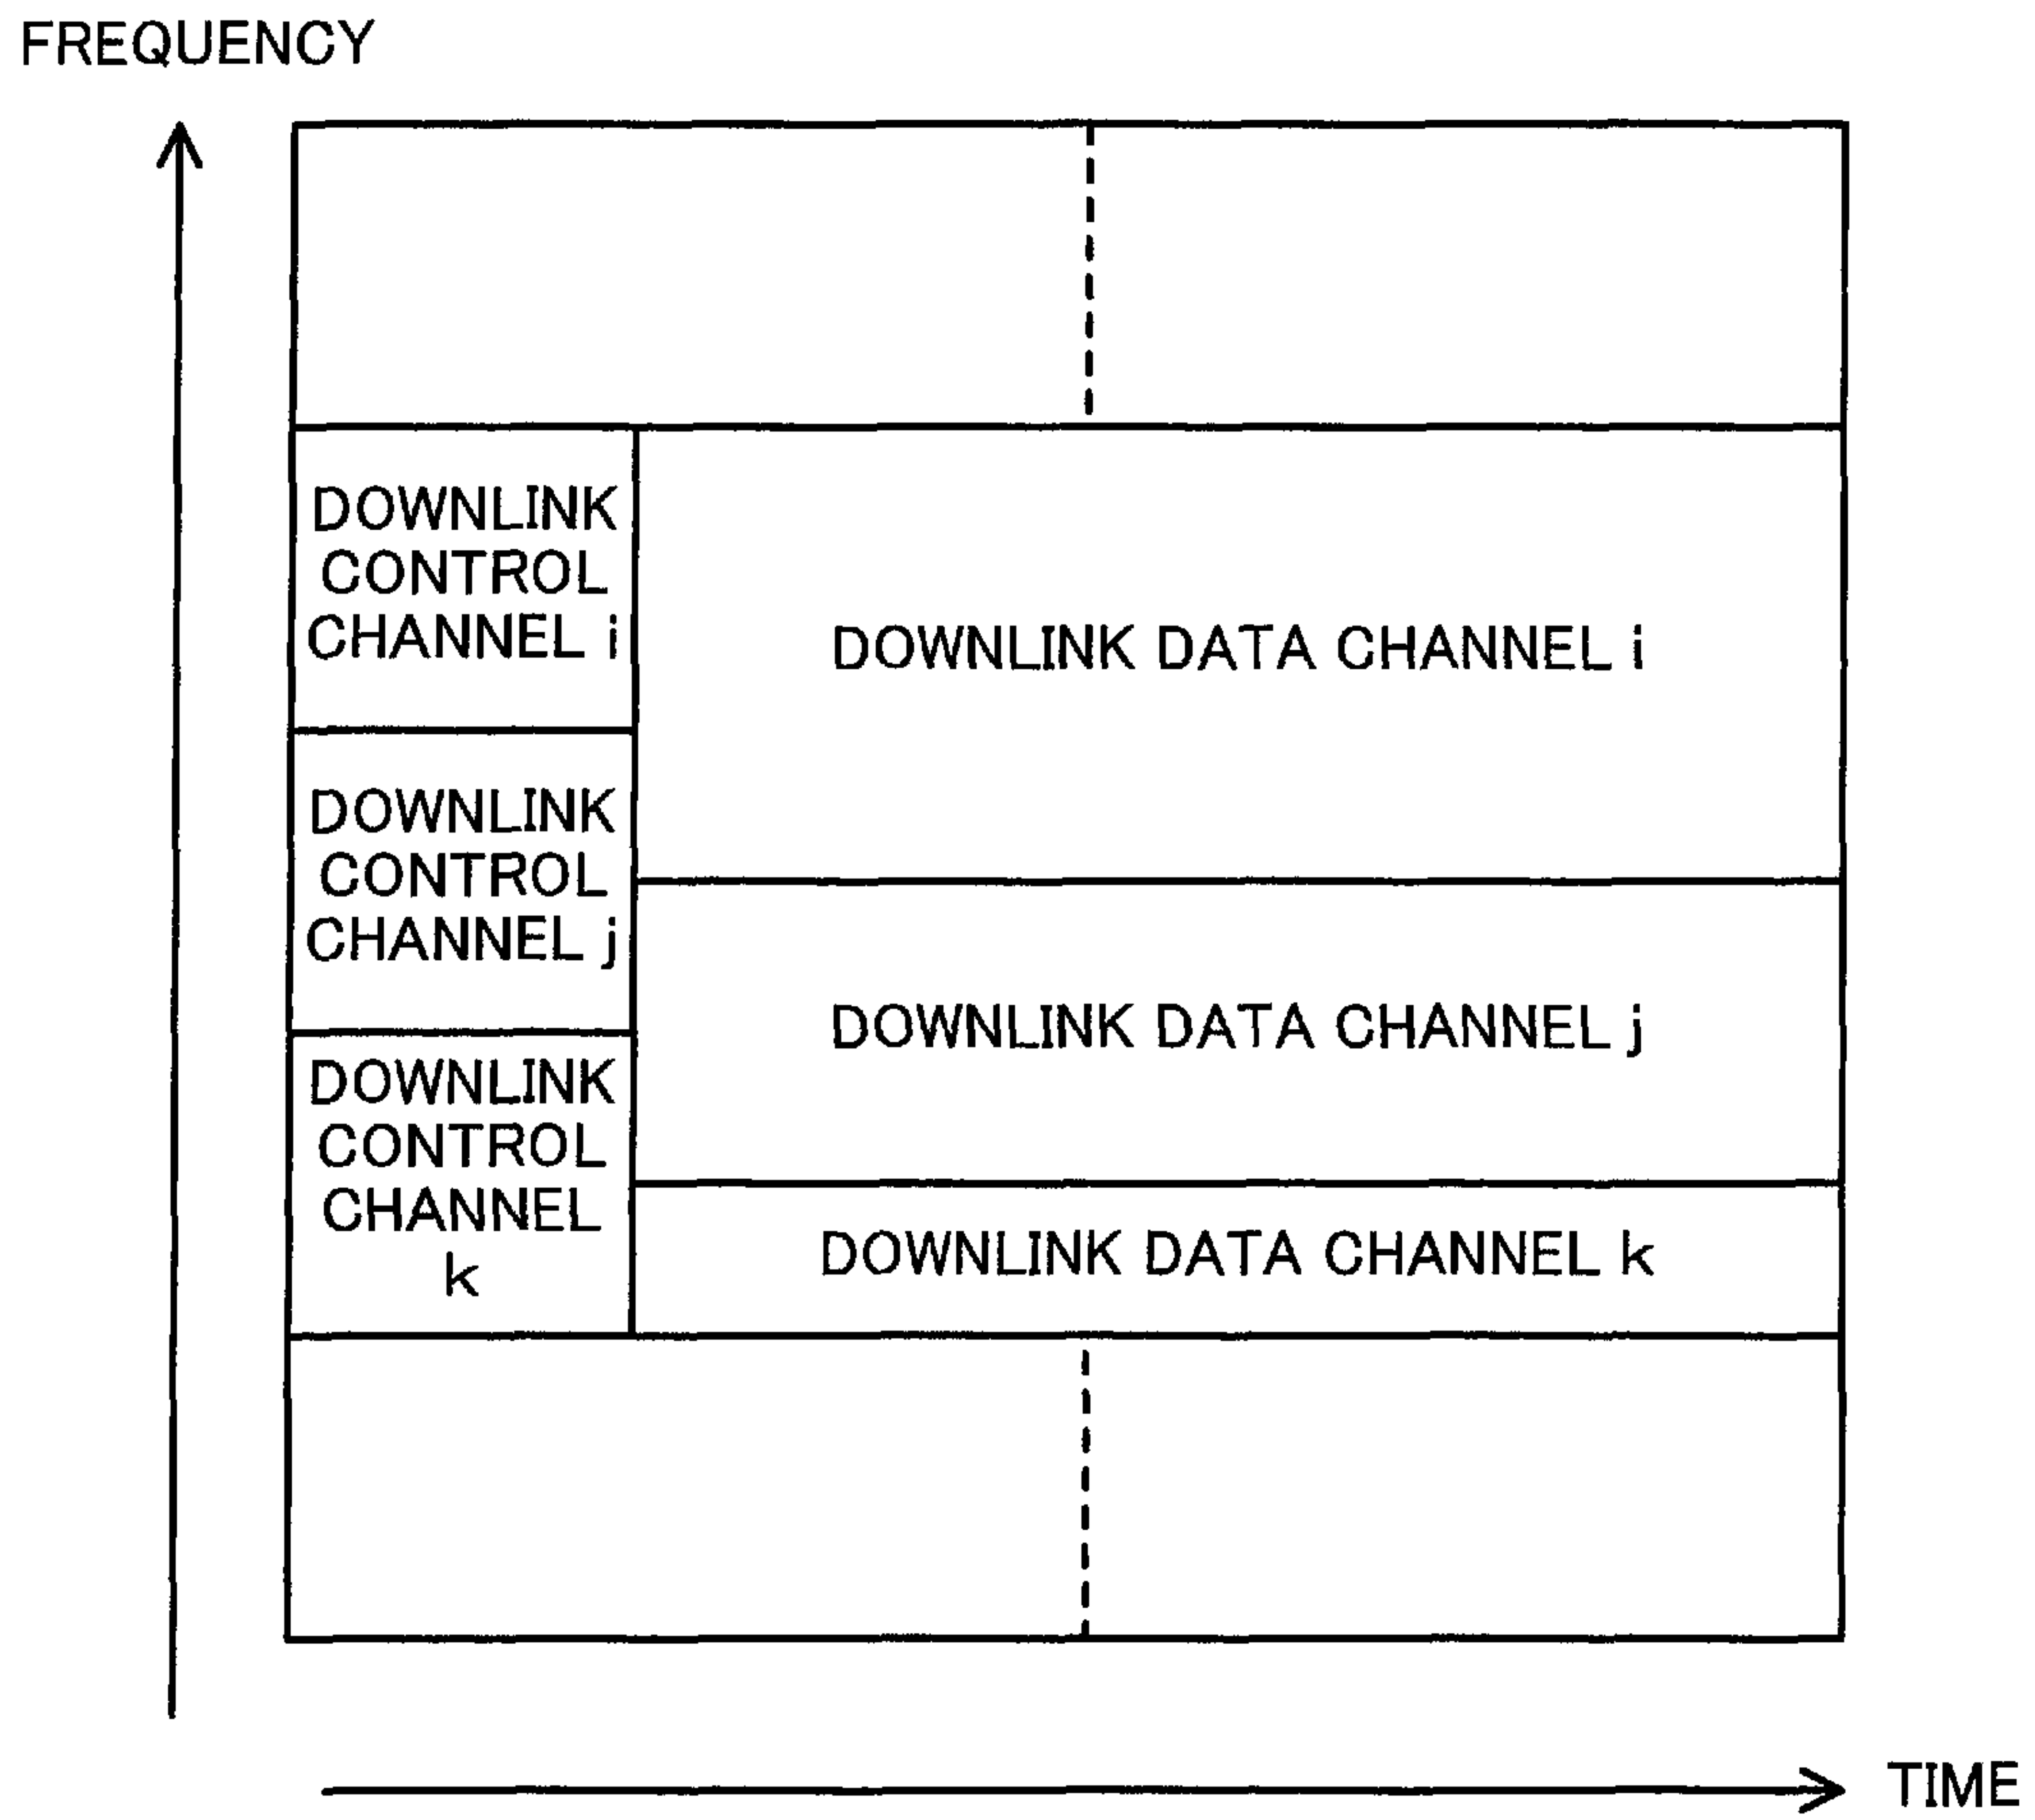 FREQUENCY
DOWNLINK
CONTROL
CHANNEL i
DOWNLINK DATA CHANNEL i
DOWNLINK
CONTROL
CHANNEL j
DOWNLINK DATA CHANNEL j
DOWNLINK
CONTROL
CHANNEL
k
DOWNLINK DATA CHANNEL k
TIME